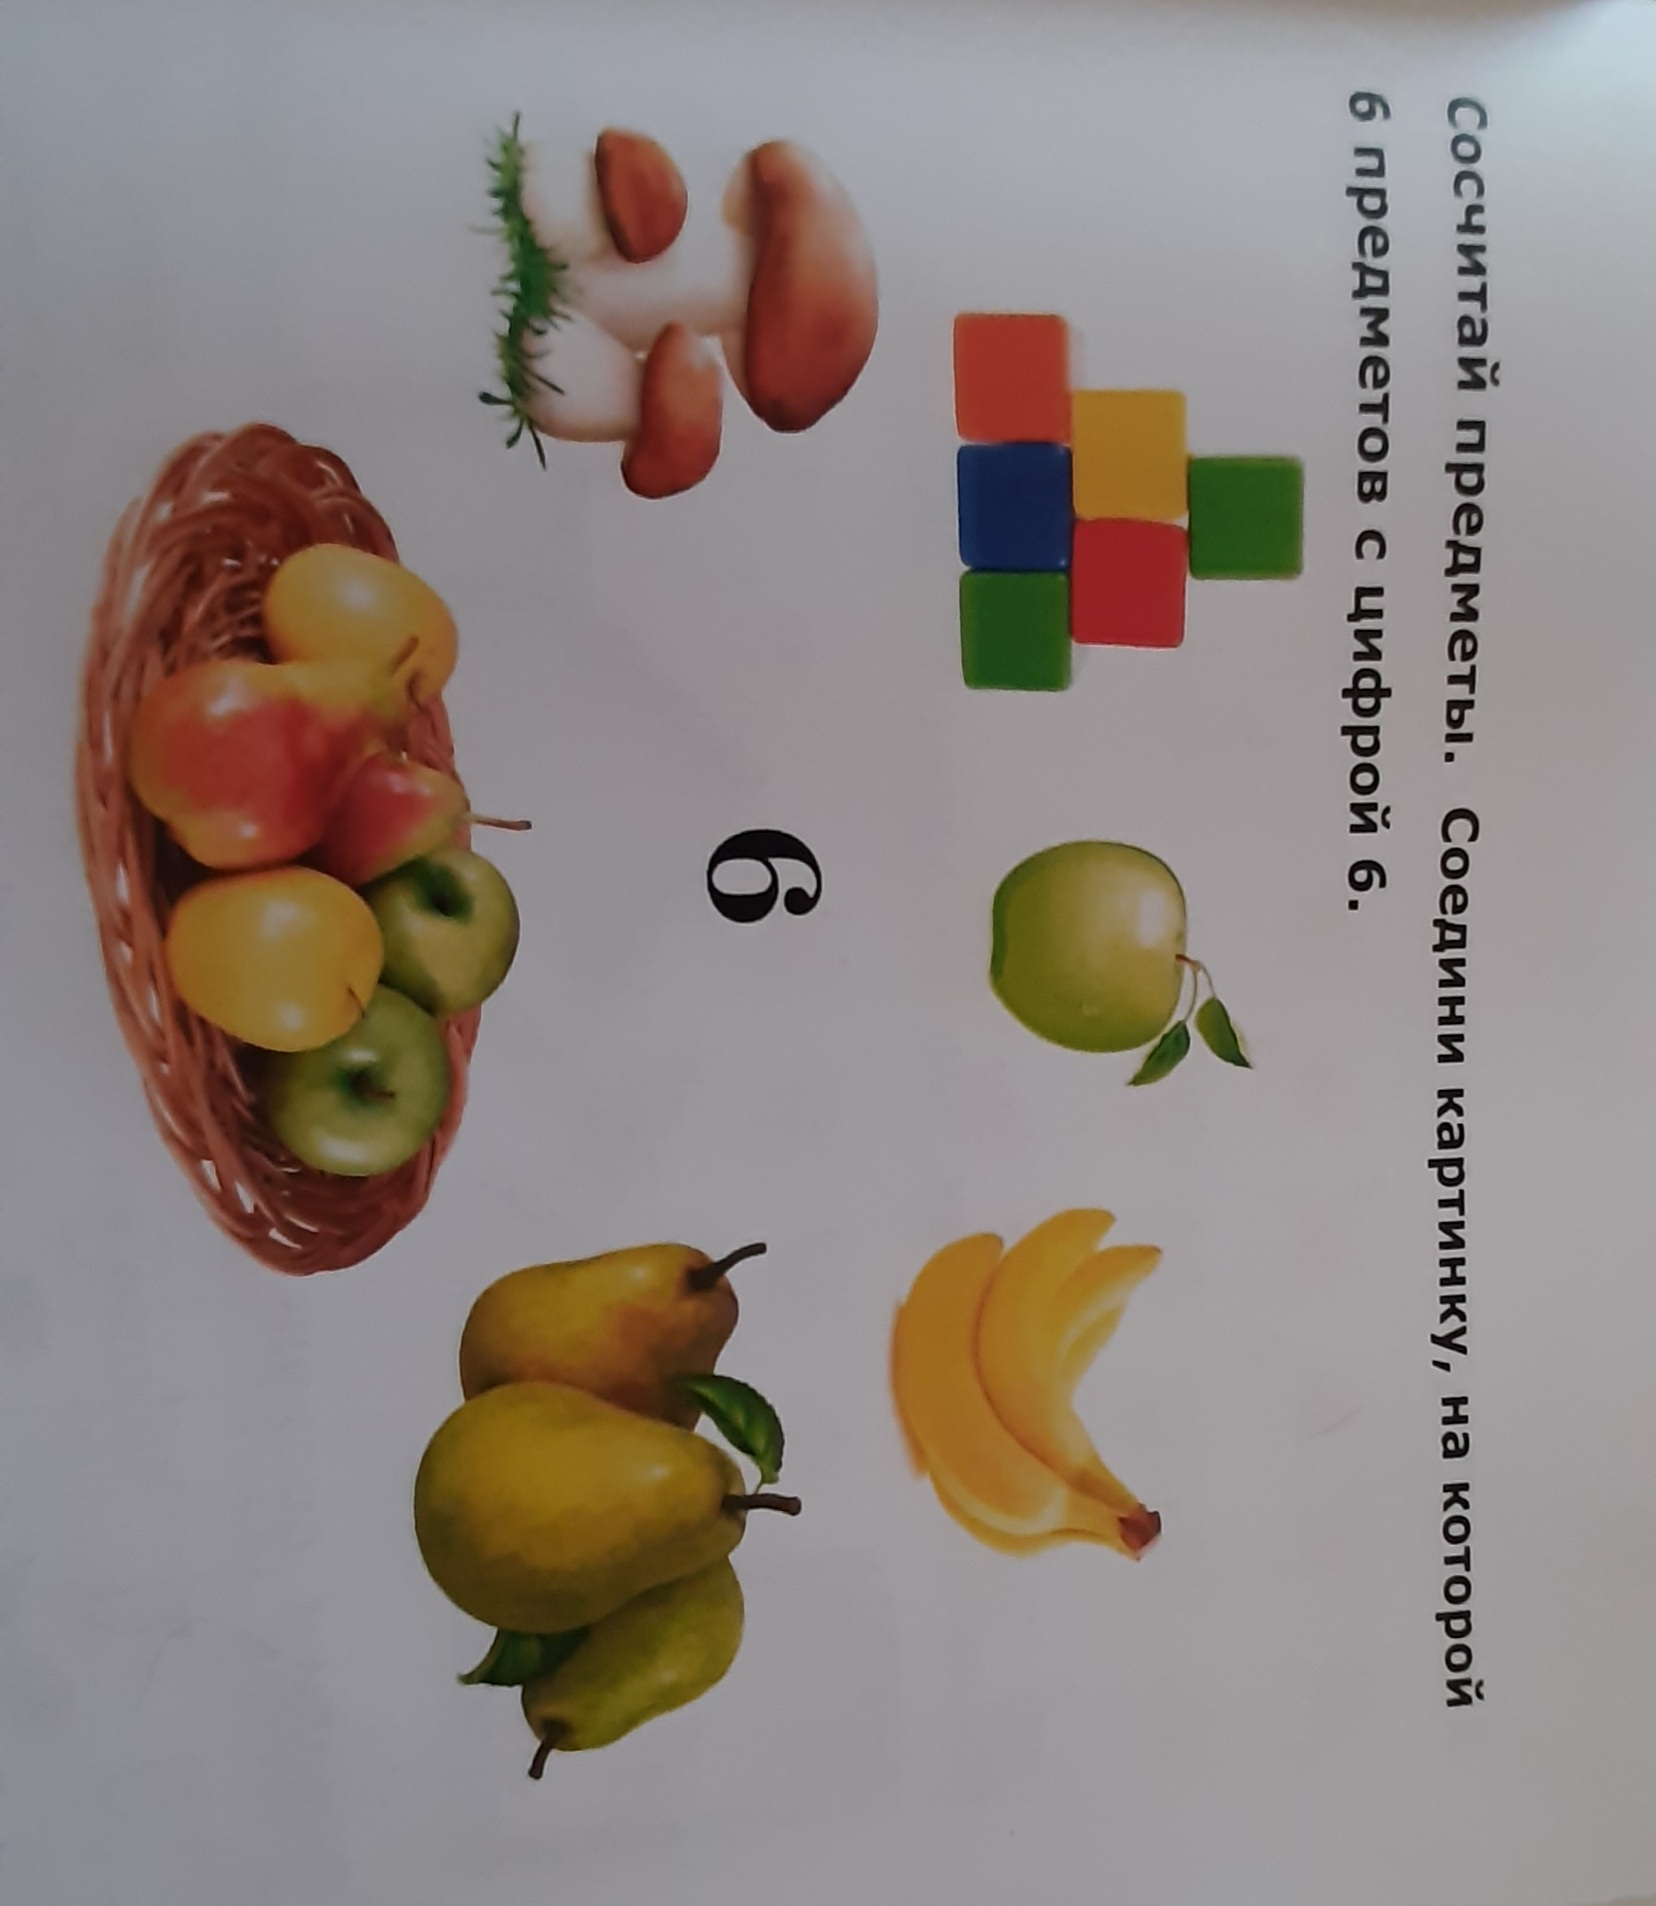 Сосчитай предметы. Соедини картинку, на которой
6 предметов с цифрой 6.
6